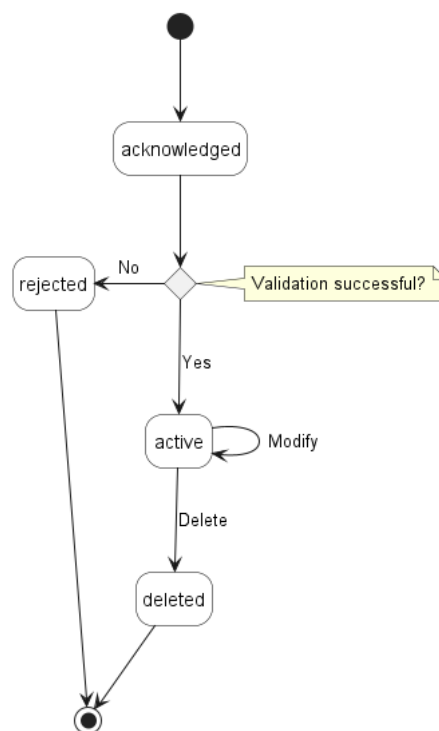 acknowledged
No
rejected
Validation successful?
Yes
active
Modify
Delete
deleted